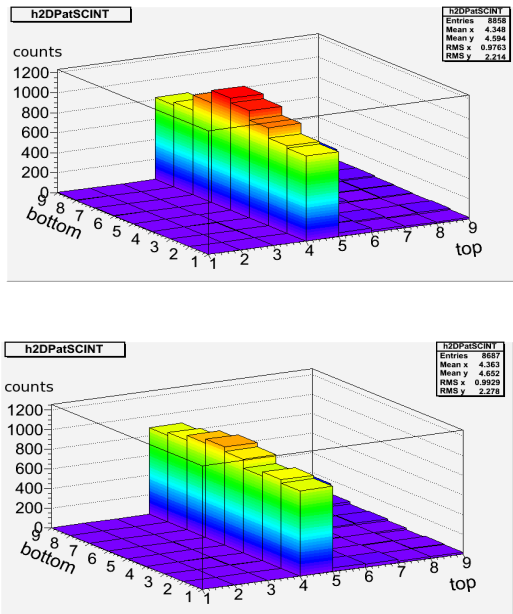 h2DPatSCINT
h2DPatSCINT
Entries 8858
Mean x 4.348
Mean y 4.594
RMS x 0.9763
RMS y 2.214
counts
1200
1000
800
600
400
200
0
9 8 7 6 5 4 3 2 1
bottom
1 2 3 4 5 6 7 8 9
top
h2DPatSCINT
h2DPatSCINT
Entries 8687
Mean x 4.363
Mean y 4.652
RMS x 0.9929
RMS y 2.278
counts
1200
1000
800
600
400
200
0
9 8 7 6 5 4 3 2 1
bottom
1 2 3 4 5 6 7 8 9
top